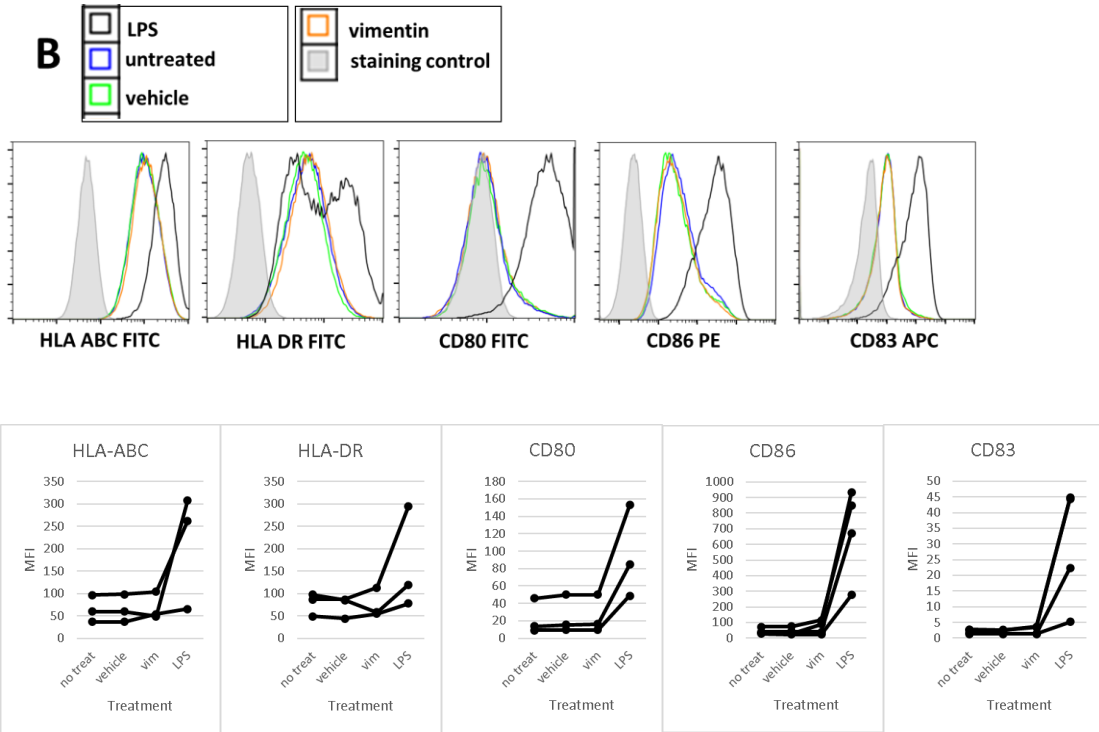 B
LPS
untreated
vehicle
vimentin
staining control
HLA ABC FITC
HLA DR FITC
CD80 FITC
CD86 PE
CD83 APC
HLA-ABC
350
300
250
200
150
100
50
0
MFI
no treat
vehicle
vim
LPS
Treatment
HLA-DR
350
300
250
200
150
100
50
0
MFI
no treat
vehicle
vim
LPS
Treatment
CD80
180
160
140
120
100
80
60
40
20
0
MFI
no treat
vehicle
vim
LPS
Treatment
CD86
1000
900
800
700
600
500
400
300
200
100
0
MFI
no treat
vehicle
vim
LPS
Treatment
CD83
50
45
40
35
30
25
20
15
10
5
0
MFI
no treat
vehicle
vim
LPS
Treatment